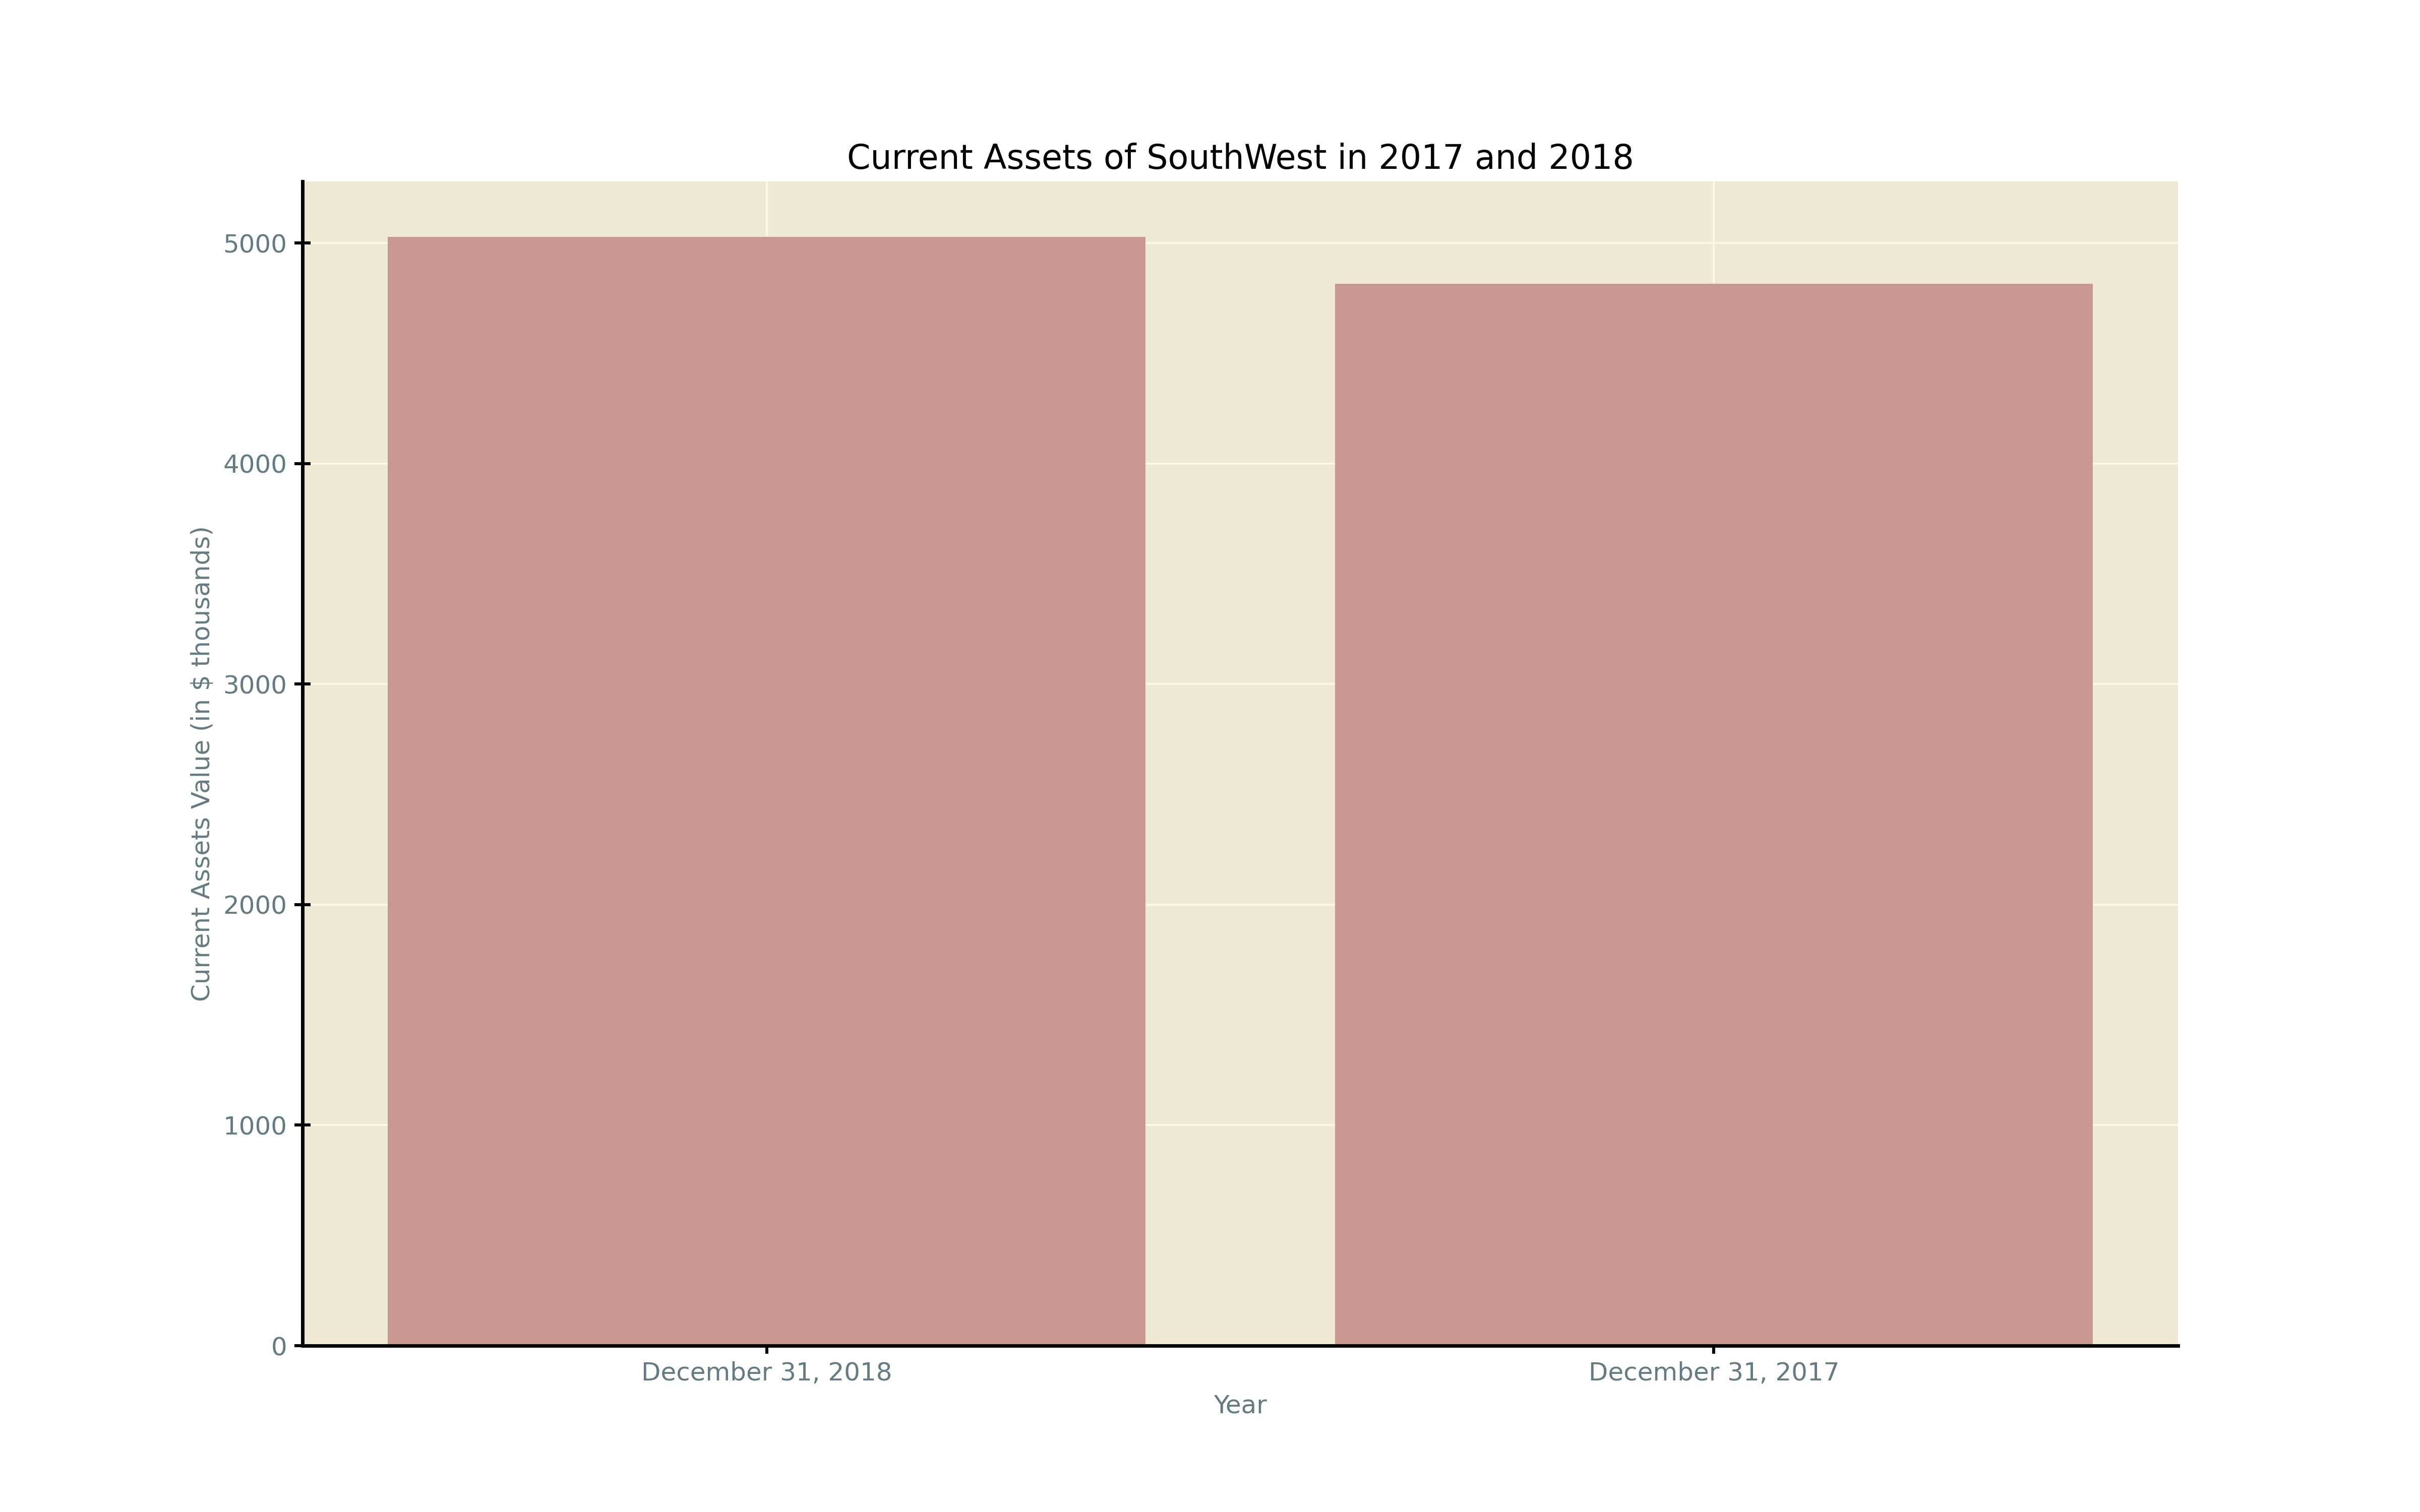 Current Assets of SouthWest in 2017 and 2018
Current Assets Value (in $ thousands)
5000
4000
3000
2000
1000
0
December 31, 2018
December 31, 2017
Year